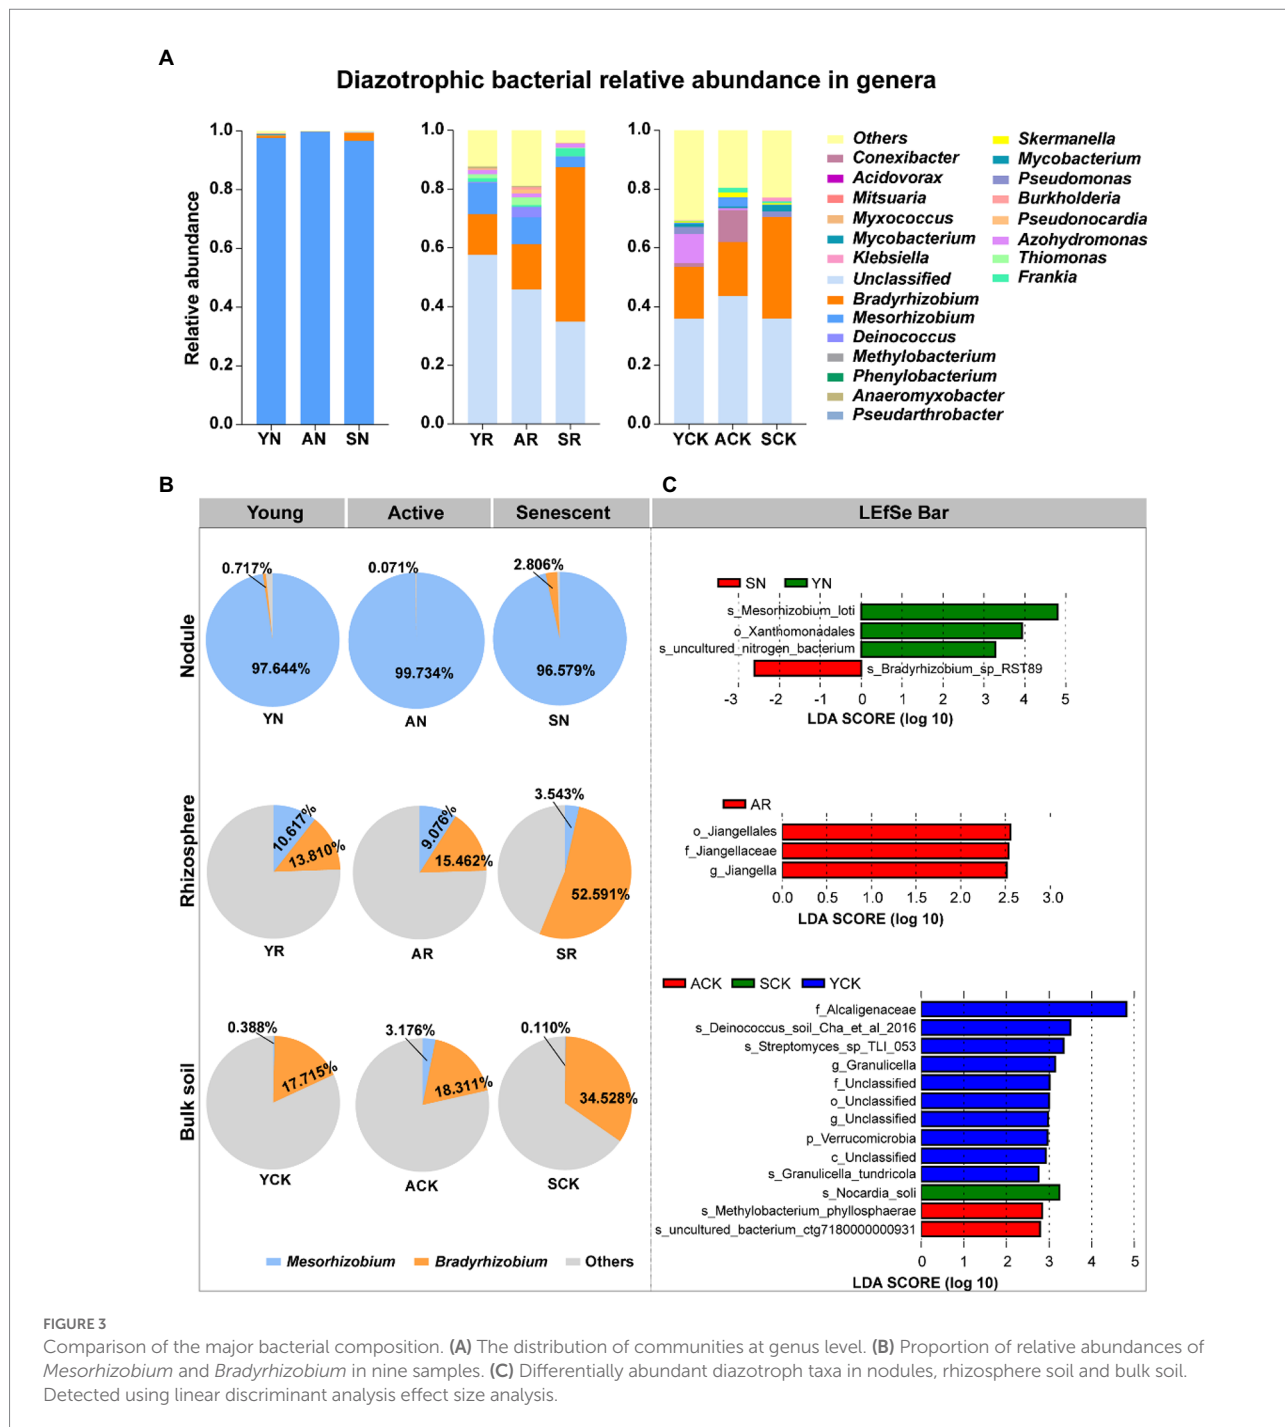 A
Diazotrophic bacterial relative abundance in genera
Relative abundance
1.0
0.8
0.6
0.4
0.2
0.0
YN AN SN
1.0
0.8
0.6
0.4
0.2
0.0
YR AR SR
1.0
0.8
0.6
0.4
0.2
0.0
YCK ACK SCK
Others
Conexibacter
Acidovorax
Mitsuaria
Myxococcus
Mycobacterium
Klebsiella
Unclassified
Bradyrhizobium
Mesorhizobium
Deinococcus
Methylobacterium
Phenylobacterium
Anaeromyxobacter
Pseudarthrobacter
Skermanella
Mycobacterium
Pseudomonas
Burkholderia
Pseudonocardia
Azohydromonas
Thiomonas
Frankia
B
Young Active Senescent
Nodule
0.717%
97.644%
YN
0.071%
99.734%
AN
2.806%
96.579%
SN
Rhizosphere
10.617%
13.810%
YR
9.076%
15.462%
AR
3.543%
52.591%
SR
Bulk soil
0.388%
17.715%
YCK
3.176%
18.311%
ACK
0.110%
34.528%
SCK
Mesorhizobium Bradyrhizobium Others
C
LEfSe Bar
SN YN
s_Mesorhizobium_loti
o_Xanthomonadales
s_uncultured_nitrogen_bacterium
s_Bradyrhizobium_sp_RST89
-3 -2 -1 0 1 2 3 4 5
LDA SCORE (log 10)
AR
o_Jiangellales
f_Jiangellaceae
g_Jiangella
0.0 0.5 1.0 1.5 2.0 2.5 3.0
LDA SCORE (log 10)
ACK SCK YCK
f_Alcaligenaceae
s_Deinococcus_soil_Cha_et_al_2016
s_Streptomyces_sp_TLI_053
g_Granulicella
f_Unclassified
o_Unclassified
g_Unclassified
p_Verrucomicrobia
c_Unclassified
s_Granulicella_tundricola
s_Nocardia_soli
s_Methylobacterium_phyllosphaerae
s_uncultured_bacterium_ctg7180000000931
0 1 2 3 4 5
LDA SCORE (log 10)
FIGURE 3
Comparison of the major bacterial composition. (A) The distribution of communities at genus level. (B) Proportion of relative abundances of
Mesorhizobium and Bradyrhizobium in nine samples. (C) Differentially abundant diazotroph taxa in nodules, rhizosphere soil and bulk soil.
Detected using linear discriminant analysis effect size analysis.